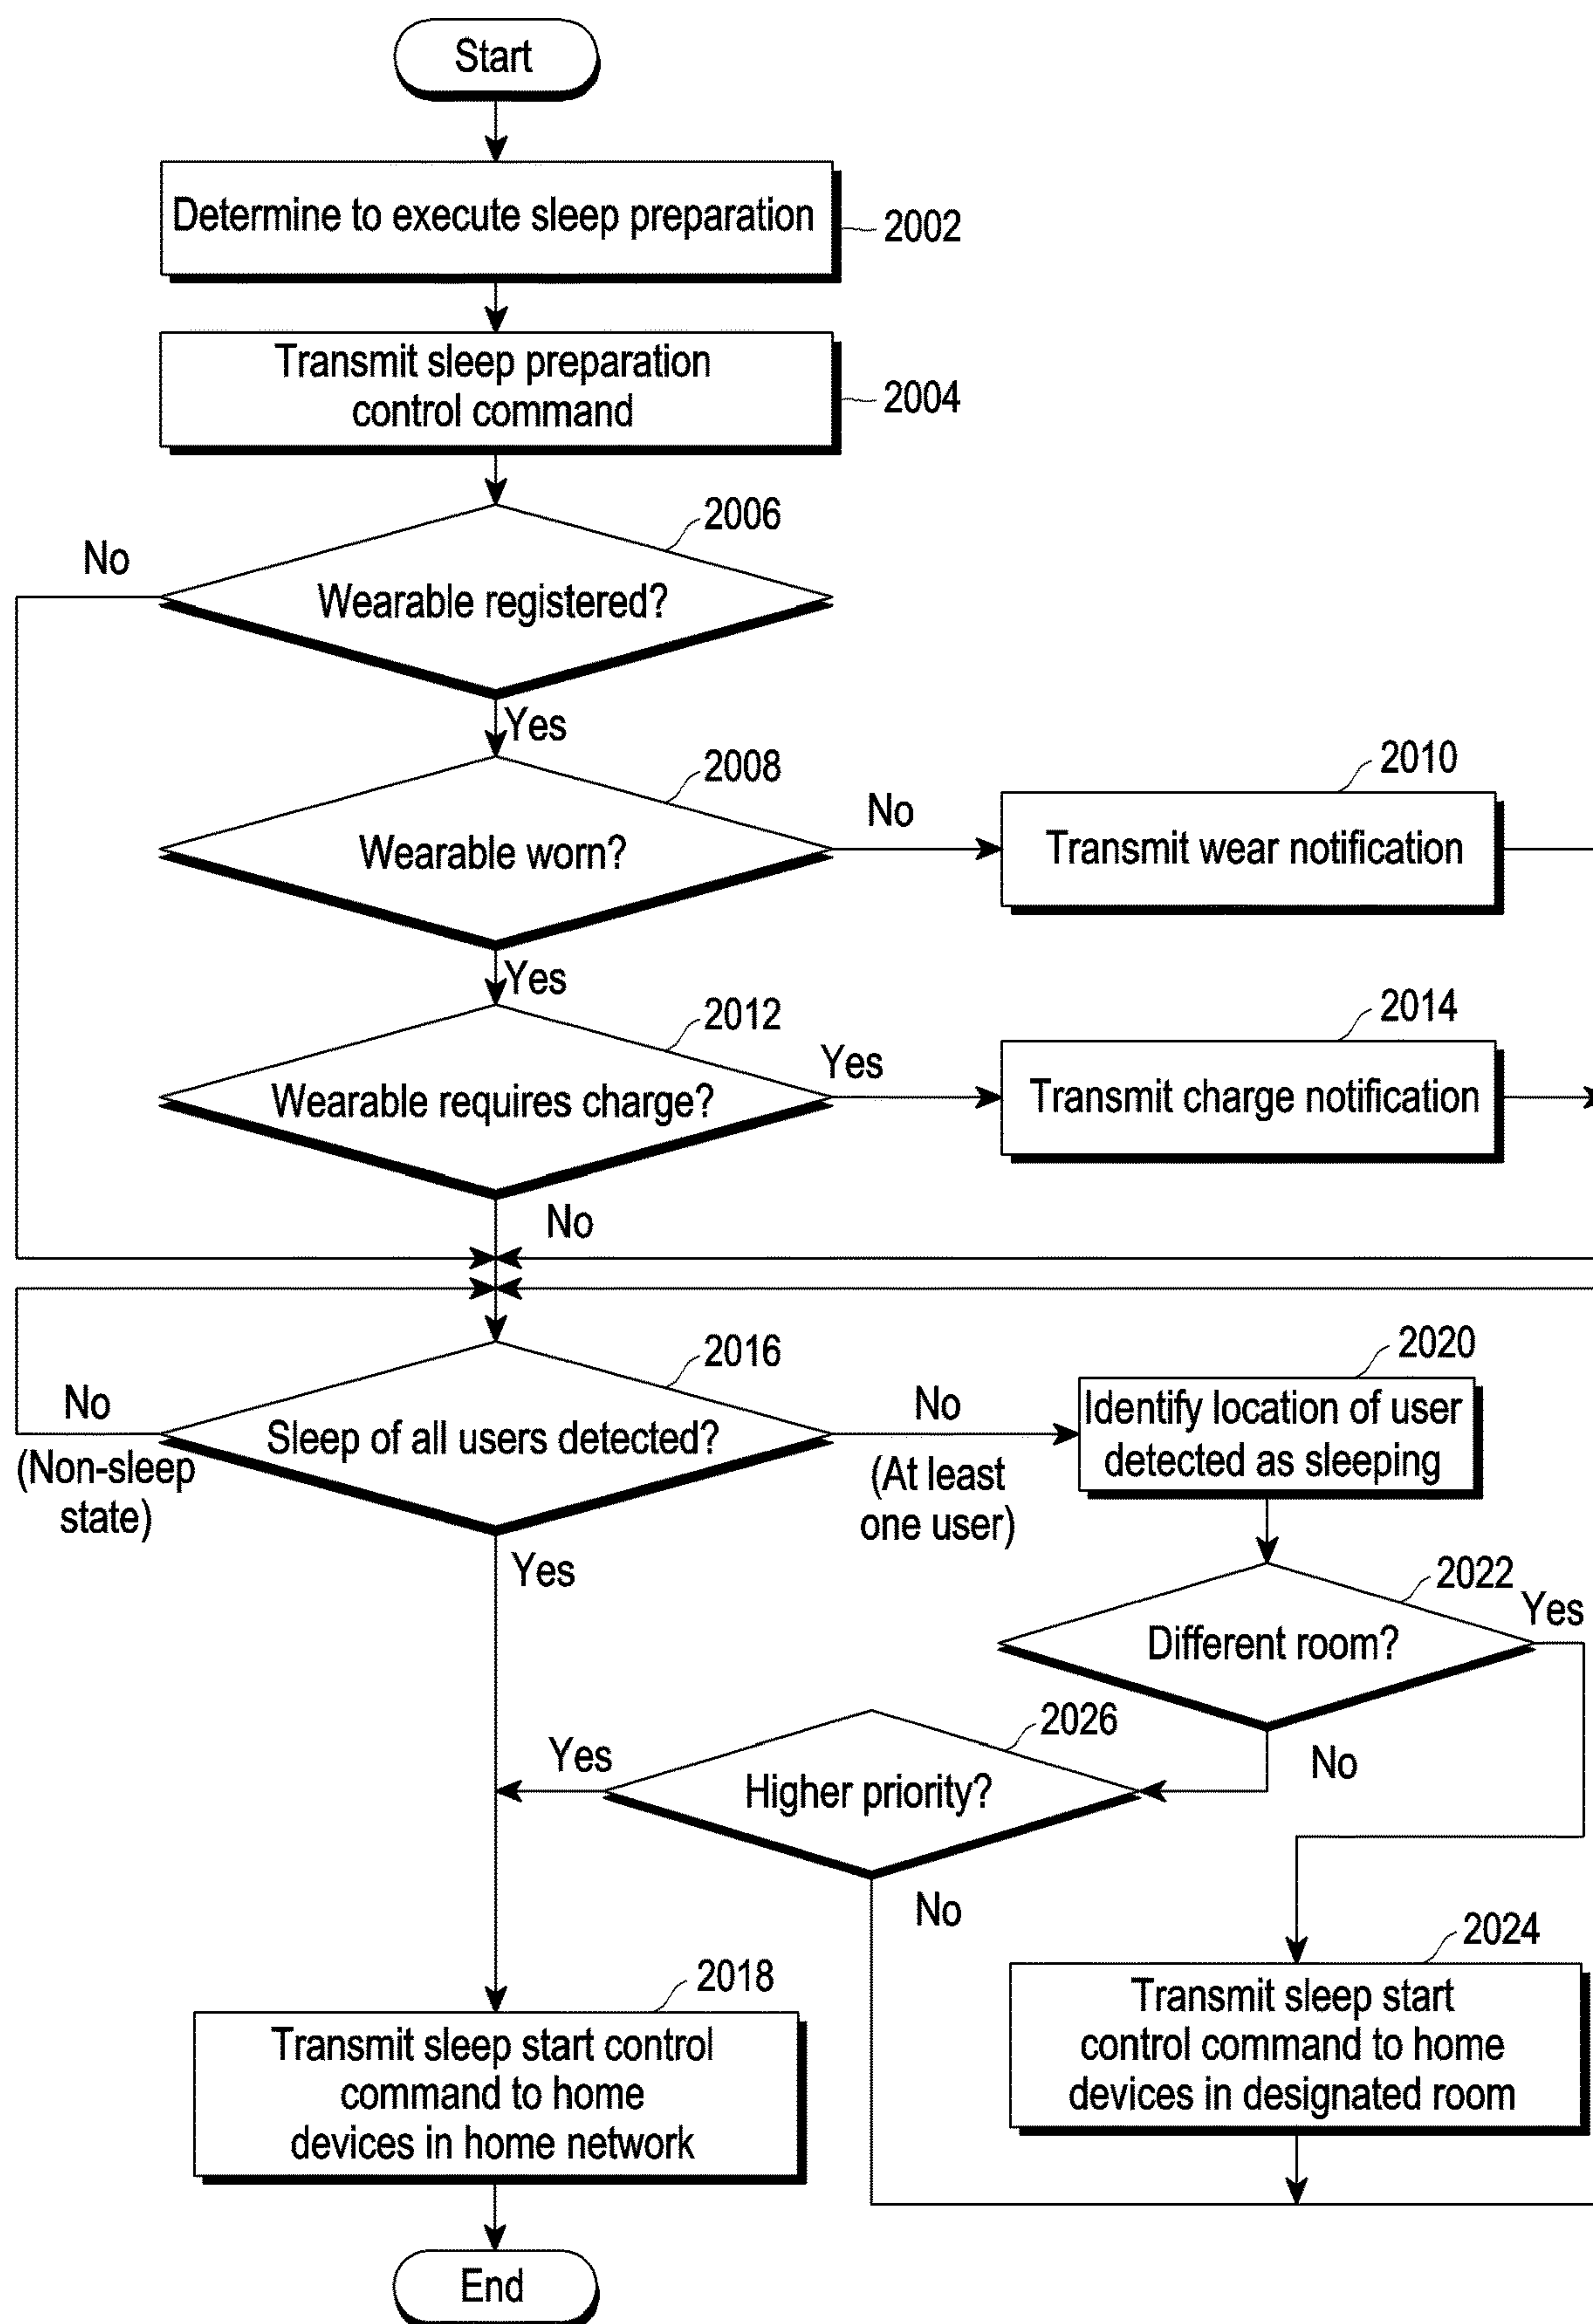 Start
Determine to execute sleep preparation
2002
Transmit sleep preparation
control command
2004
2006
No
Wearable registered?
Yes
2008
No
Wearable worn?
2010
Transmit wear notification
Yes
2012
Yes
Wearable requires charge?
2014
Transmit charge notification
No
2016
No
(Non-sleep
state)
Sleep of all users detected?
No
(At least
one user)
2020
Identify location of user
detected as sleeping
Yes
2022
Yes
Different room?
No
2026
Yes
Higher priority?
No
2018
Transmit sleep start control
command to home
devices in home network
2024
Transmit sleep start
control command to home
devices in designated room
End